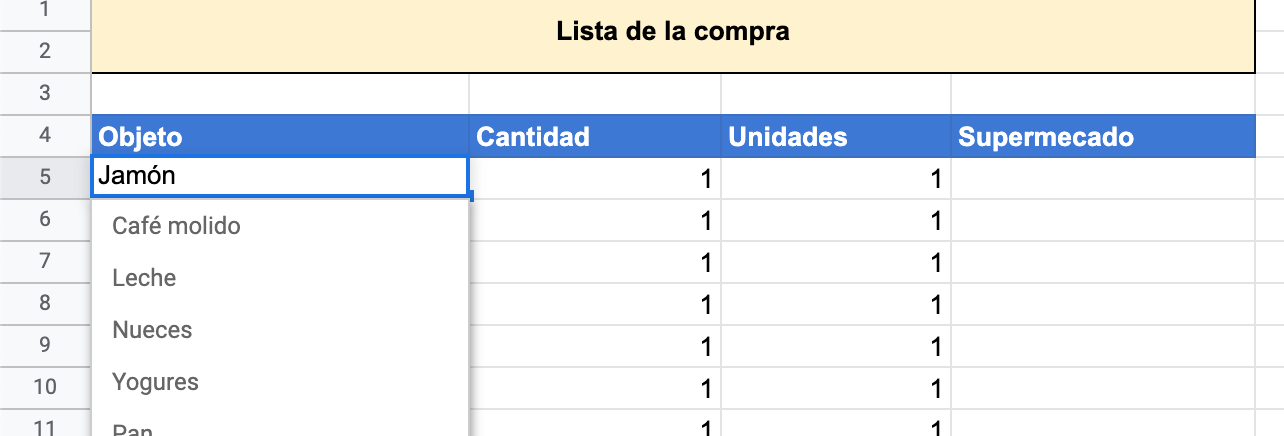 1
Lista de la compra
2
3
4 Objeto Cantidad Unidades Supermecado
5 Jamón 1 1
6 Café molido 1 1
7 Leche 1 1
8 Nueces 1 1
9 1 1
10 Yogures 1 1
11 Pan 1 1